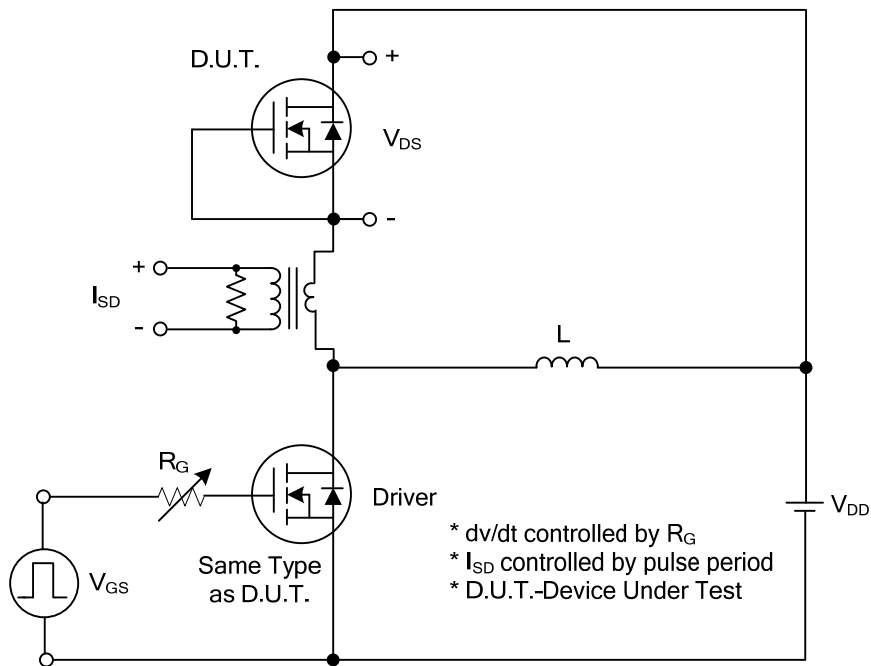 D.U.T.
+
VDS
-
+
ISD
-
L
RG
Driver
VDD
VGS
Same Type
as D.U.T.
* dv/dt controlled by RG
* ISD controlled by pulse period
* D.U.T.-Device Under Test